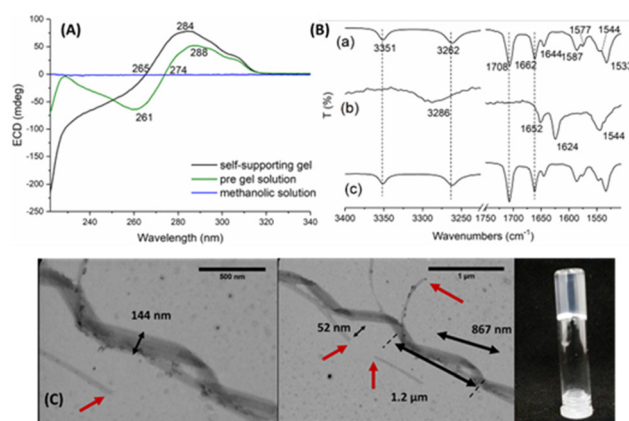 (A)
284
288
265
274
261
ECD (mdeg)
100
50
0
-50
-100
-150
-200
-250
240 260 280 300 320 340
Wavelength (nm)
self-supporting gel
pre gel solution
methanolic solution
(B)
(a)
3351
3262
1708
1662
1644
1587
1577
1544
1533
(b)
3286
1652
1624
1544
(c)
T (%)
3400 3350 3300 3250 1750 1700 1650 1600 1550
Wavenumbers (cm⁻¹)
(C)
144 nm
500 nm
52 nm
1 µm
867 nm
1.2 µm